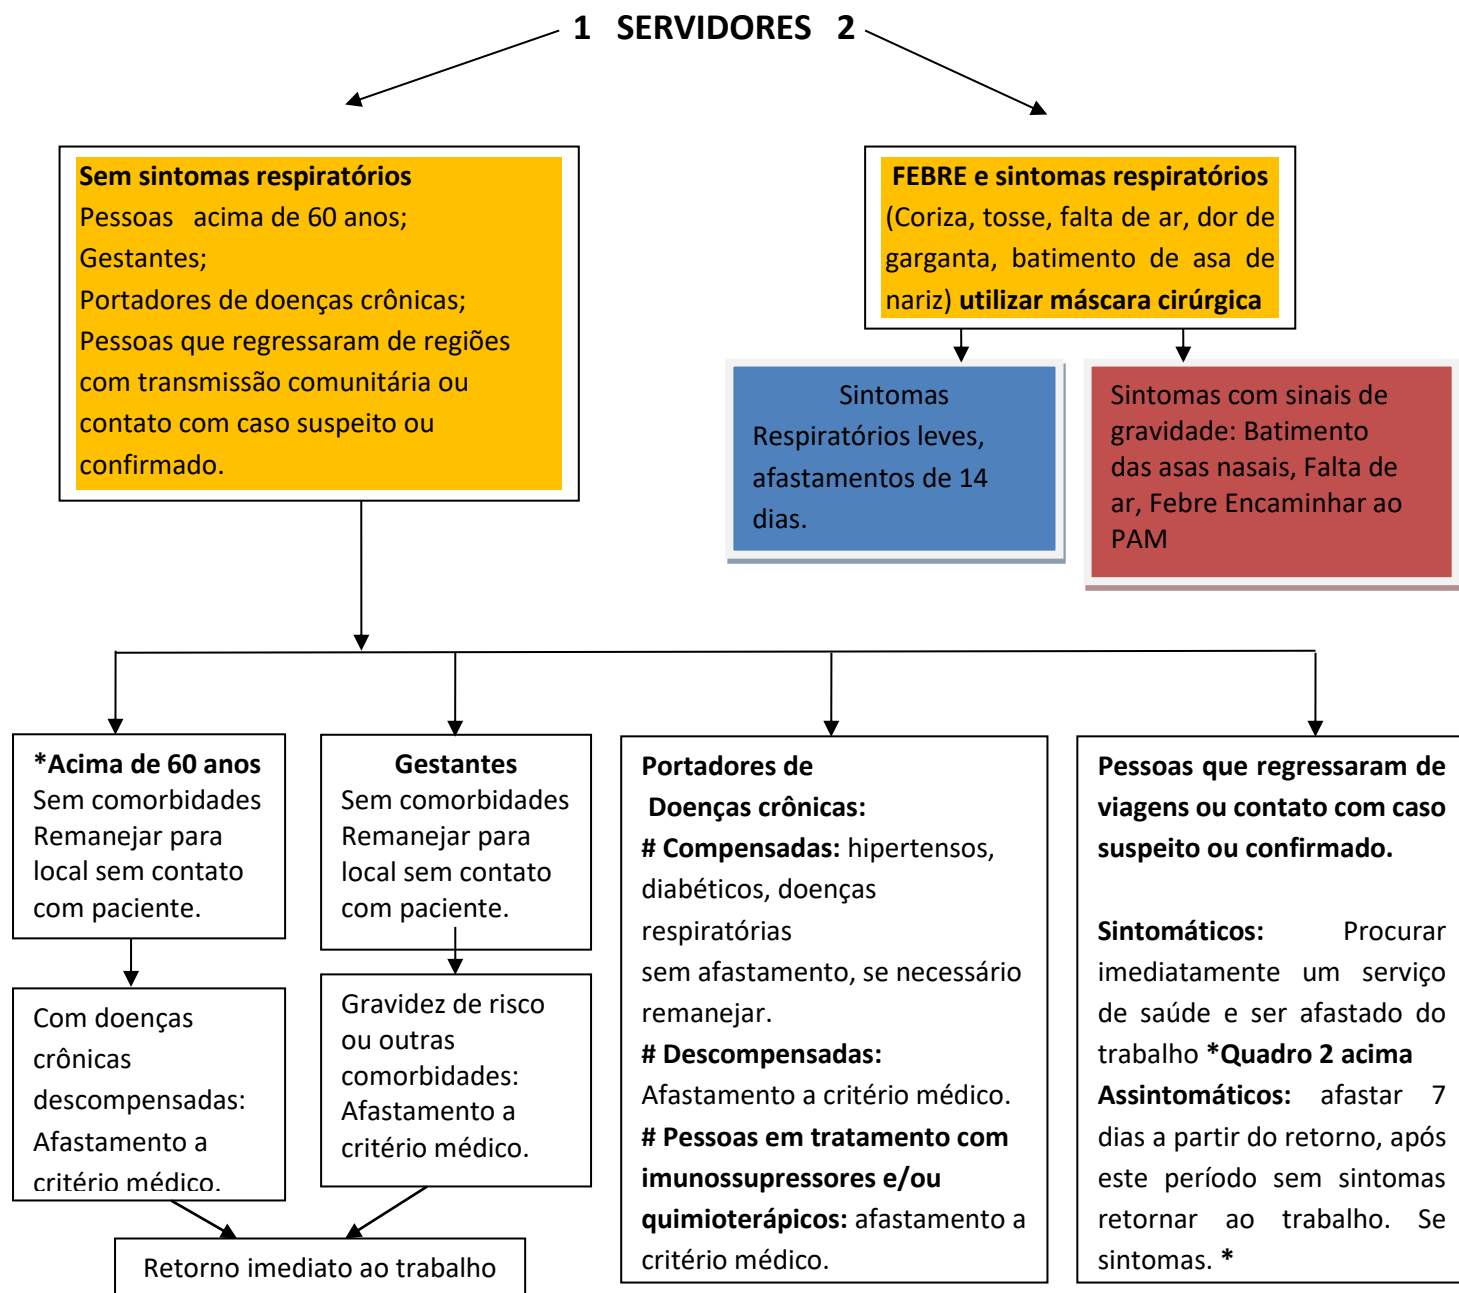 1 SERVIDORES 2
Sem sintomas respiratórios
Pessoas acima de 60 anos;
Gestantes;
Portadores de doenças crônicas;
Pessoas que regressaram de regiões
com transmissão comunitária ou
contato com caso suspeito ou
confirmado.
FEBRE e sintomas respiratórios
(Coriza, tosse, falta de ar, dor de
garganta, batimento de asa de
nariz) utilizar máscara cirúrgica
Sintomas
Respiratórios leves,
afastamentos de 14
dias.
Sintomas com sinais de
gravidade: Batimento
das asas nasais, Falta de
ar, Febre Encaminhar ao
PAM
*Acima de 60 anos
Sem comorbidades
Remanejar para
local sem contato
com paciente.
Com doenças
crônicas
descompensadas:
Afastamento a
critério médico.
Gestantes
Sem comorbidades
Remanejar para
local sem contato
com paciente.
Gravidez de risco
ou outras
comorbidades:
Afastamento a
critério médico.
Retorno imediato ao trabalho
Portadores de
Doenças crônicas:
# Compensadas: hipertensos,
diabéticos, doenças
respiratórias
sem afastamento, se necessário
remanejar.
# Descompensadas:
Afastamento a critério médico.
# Pessoas em tratamento com
imunossupressores e/ou
quimioterápicos: afastamento a
critério médico.
Pessoas que regressaram de
viagens ou contato com caso
suspeito ou confirmado.
Sintomáticos: Procurar
imediatamente um serviço
de saúde e ser afastado do
trabalho *Quadro 2 acima
Assintomáticos: afastar 7
dias a partir do retorno, após
este período sem sintomas
retornar ao trabalho. Se
sintomas. *